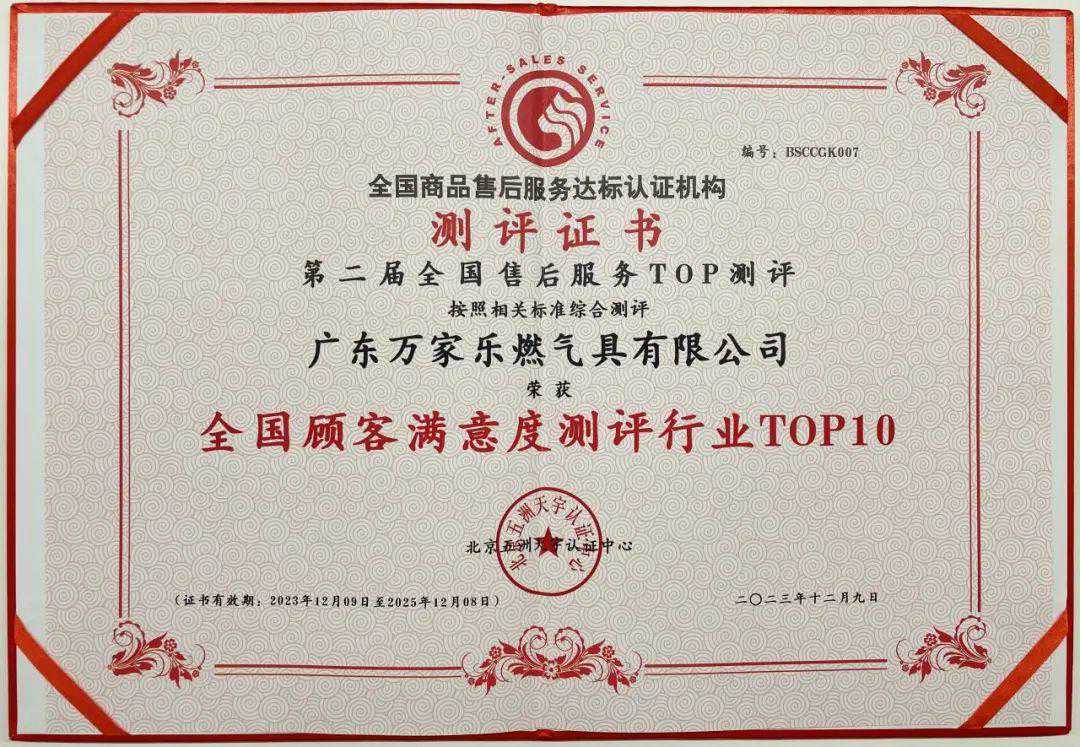 AFTER-SALES SERVICE
编号：BSCCGK007
全国商品售后服务达标认证机构
测评证书
第二届全国售后服务TOP测评
按照相关标准综合测评
广东万家乐燃气具有限公司
荣获
全国顾客满意度测评行业TOP10
北京五洲天宇认证中心
北京五洲天宇认证中心
（证书有效期：2023年12月09日至2025年12月08日）
二〇二三年十二月九日